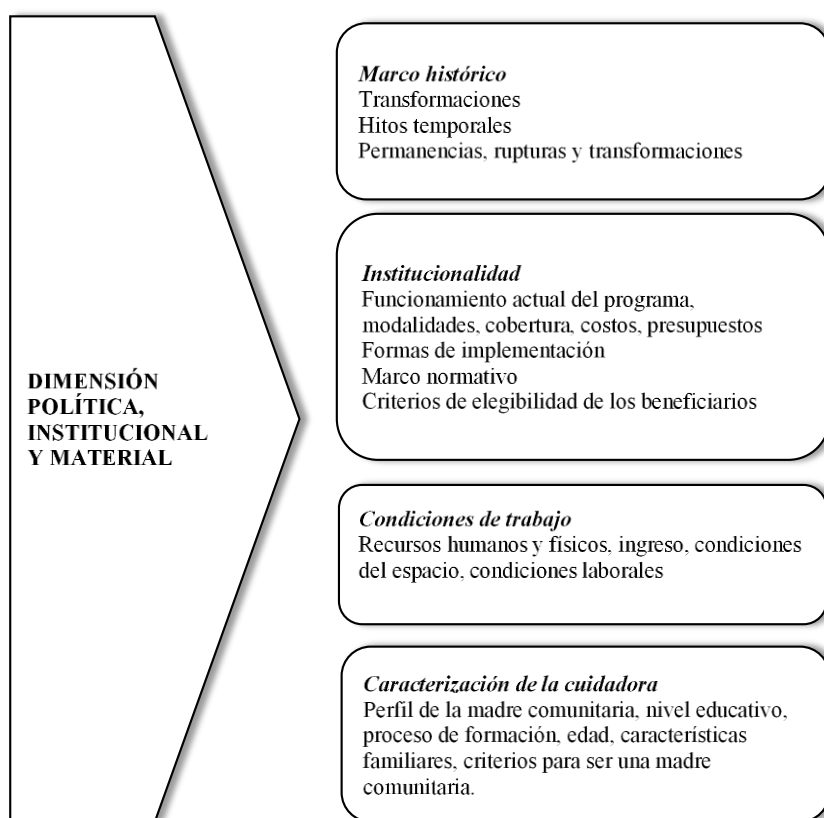 DIMENSIÓN
POLÍTICA,
INSTITUCIONAL
Y MATERIAL
Marco histórico
Transformaciones
Hitos temporales
Permanencias, rupturas y transformaciones
Institucionalidad
Funcionamiento actual del programa,
modalidades, cobertura, costos, presupuestos
Formas de implementación
Marco normativo
Criterios de elegibilidad de los beneficiarios
Condiciones de trabajo
Recursos humanos y físicos, ingreso, condiciones
del espacio, condiciones laborales
Caracterización de la cuidadora
Perfil de la madre comunitaria, nivel educativo,
proceso de formación, edad, características
familiares, criterios para ser una madre
comunitaria.